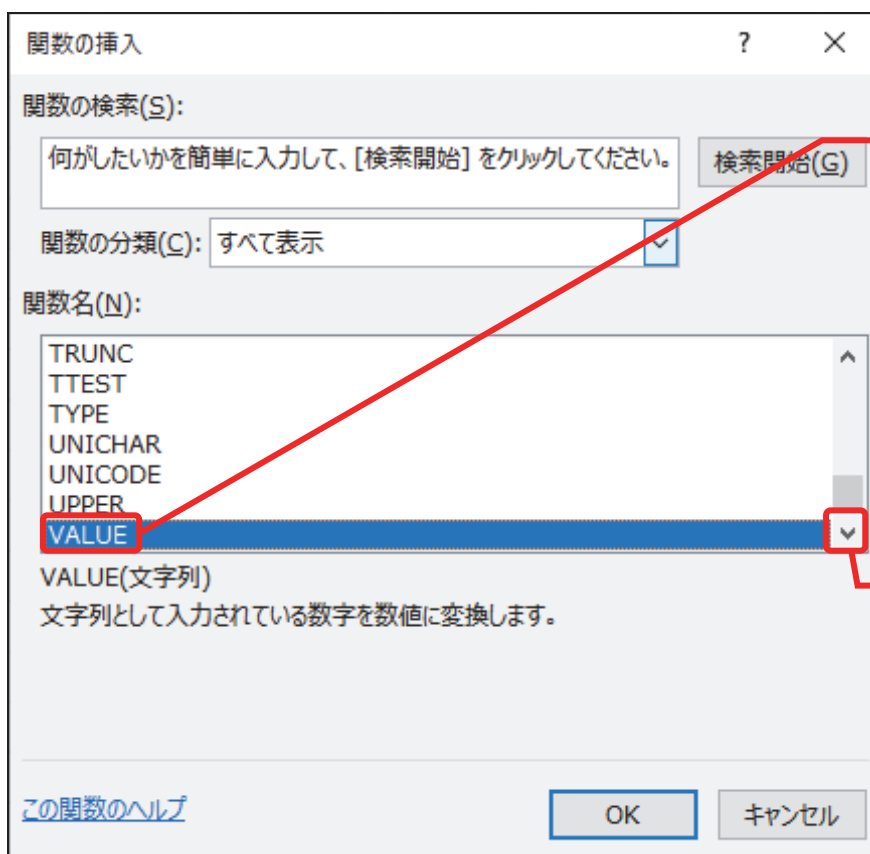 関数の挿入
?
関数の検索(S):
何がしたいかを簡単に入力して、[検索開始] をクリックしてください。
検索開始(G)
関数の分類(C):
すべて表示
関数名(N):
TRUNC
TTEST
TYPE
UNICHAR
UNICODE
UPPER
VALUE
VALUE(文字列)
文字列として入力されている数字を数値に変換します。
この関数のヘルプ
OK
キャンセル